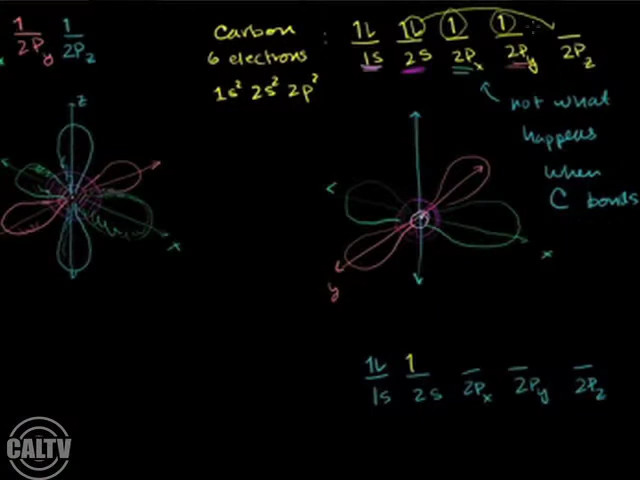 1 1
2Py 2Pz
Carbon :
6 electrons
1s² 2s² 2p²
1L 1L 1 1
1s 2s 2Px 2Py 2Pz
not what
happens
when
C bonds
z
x
x
y
1L 1
1s 2s 2Px 2Py 2Pz
CALTV